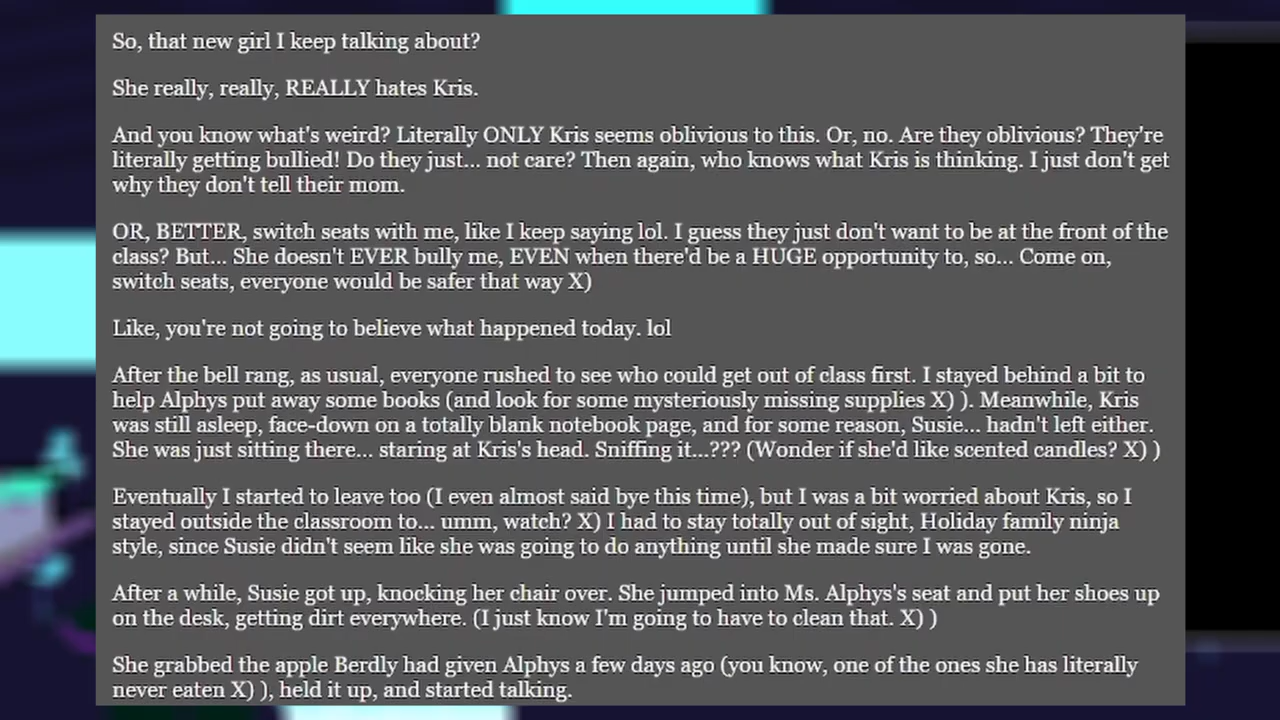 So, that new girl I keep talking about?
She really, really, REALLY hates Kris.
And you know what's weird? Literally ONLY Kris seems oblivious to this. Or, no. Are they oblivious? They're
literally getting bullied! Do they just... not care? Then again, who knows what Kris is thinking. I just don't get
why they don't tell their mom.
OR, BETTER, switch seats with me, like I keep saying lol. I guess they just don't want to be at the front of the
class? But... She doesn't EVER bully me, EVEN when there'd be a HUGE opportunity to, so... Come on,
switch seats, everyone would be safer that way X)
Like, you're not going to believe what happened today. lol
After the bell rang, as usual, everyone rushed to see who could get out of class first. I stayed behind a bit to
help Alphys put away some books (and look for some mysteriously missing supplies X) ). Meanwhile, Kris
was still asleep, face-down on a totally blank notebook page, and for some reason, Susie... hadn't left either.
She was just sitting there... staring at Kris's head. Sniffing it...??? (Wonder if she'd like scented candles? X) )
Eventually I started to leave too (I even almost said bye this time), but I was a bit worried about Kris, so I
stayed outside the classroom to... umm, watch? X) I had to stay totally out of sight, Holiday family ninja
style, since Susie didn't seem like she was going to do anything until she made sure I was gone.
After a while, Susie got up, knocking her chair over. She jumped into Ms. Alphys's seat and put her shoes up
on the desk, getting dirt everywhere. (I just know I'm going to have to clean that. X) )
She grabbed the apple Berdly had given Alphys a few days ago (you know, one of the ones she has literally
never eaten X) ), held it up, and started talking.